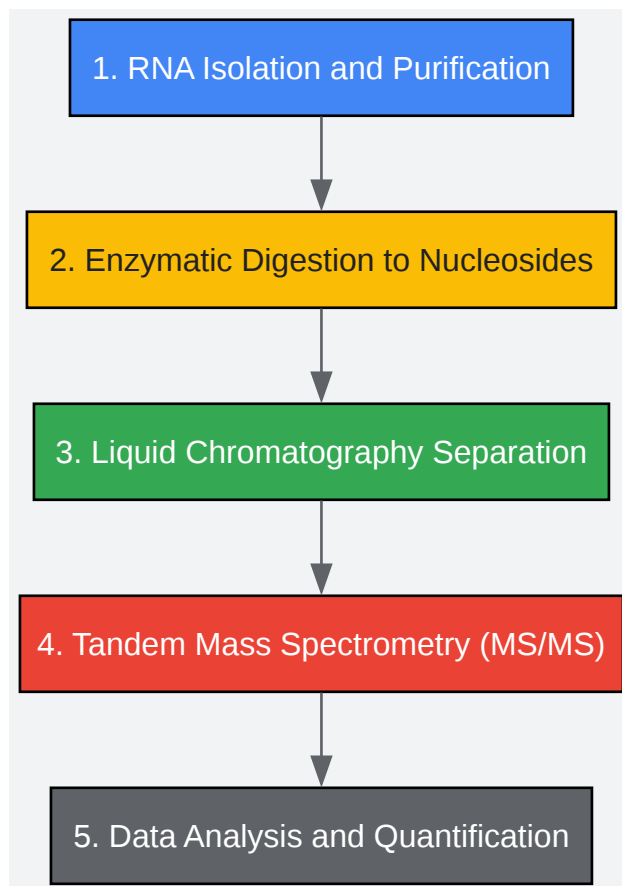 1. RNA Isolation and Purification
2. Enzymatic Digestion to Nucleosides
3. Liquid Chromatography Separation
4. Tandem Mass Spectrometry (MS/MS)
5. Data Analysis and Quantification